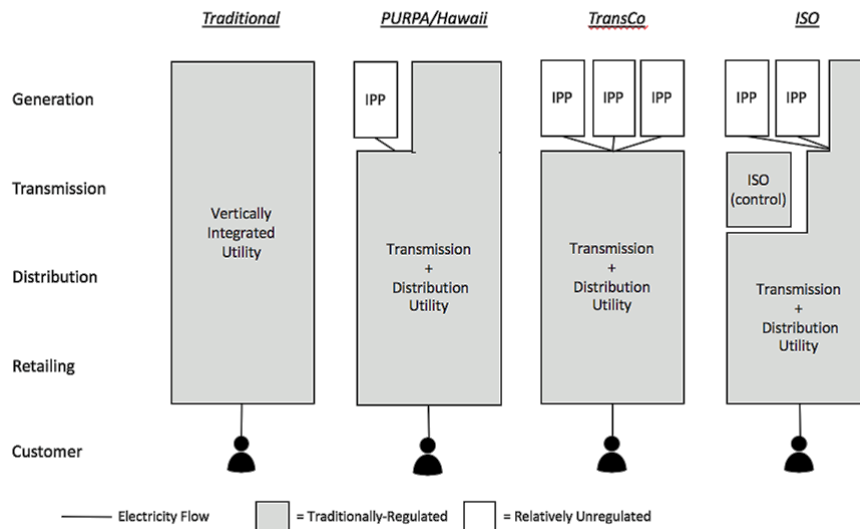 Traditional
PURPA/Hawaii
TransCo
ISO
Generation
IPP
IPP
IPP
IPP
IPP
IPP
Transmission
ISO
(control)
Vertically
Integrated
Utility
Transmission
+
Distribution
Utility
Transmission
+
Distribution
Utility
Distribution
Transmission
+
Distribution
Utility
Retailing
Customer
Electricity Flow
= Traditionally-Regulated
= Relatively Unregulated